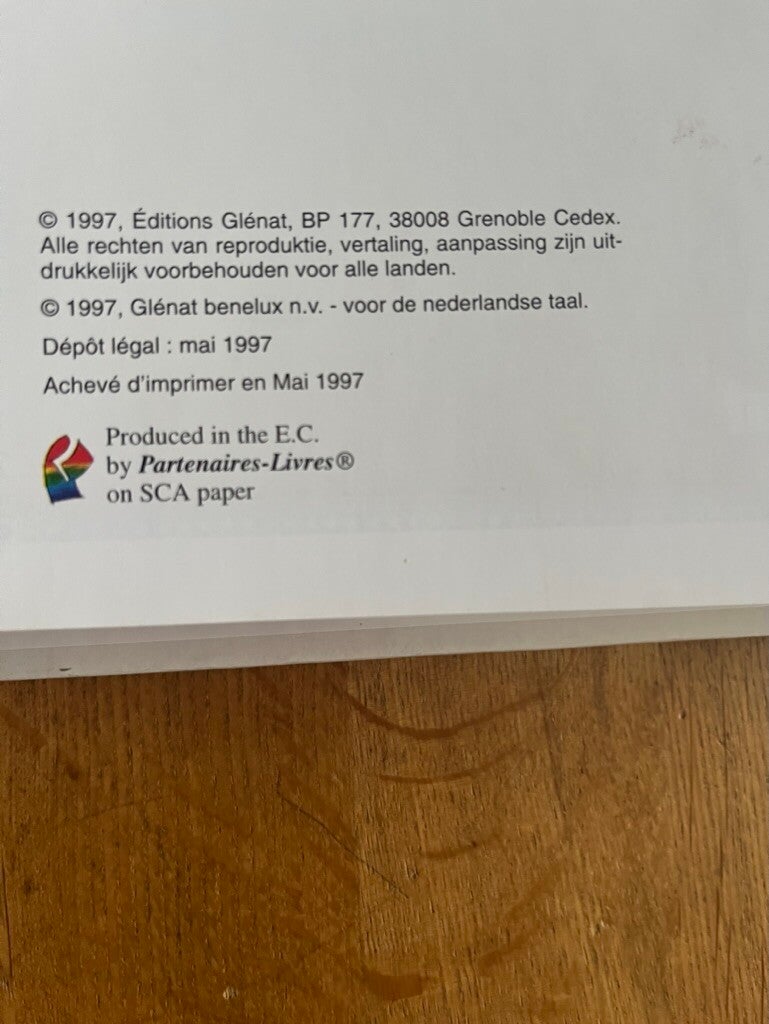 © 1997, Éditions Glénat, BP 177, 38008 Grenoble Cedex.
Alle rechten van reproduktie, vertaling, aanpassing zijn uit-
drukkelijk voorbehouden voor alle landen.
© 1997, Glénat benelux n.v. - voor de nederlandse taal.
Dépôt légal : mai 1997
Achevé d'imprimer en Mai 1997
Produced in the E.C.
by Partenaires-Livres®
on SCA paper